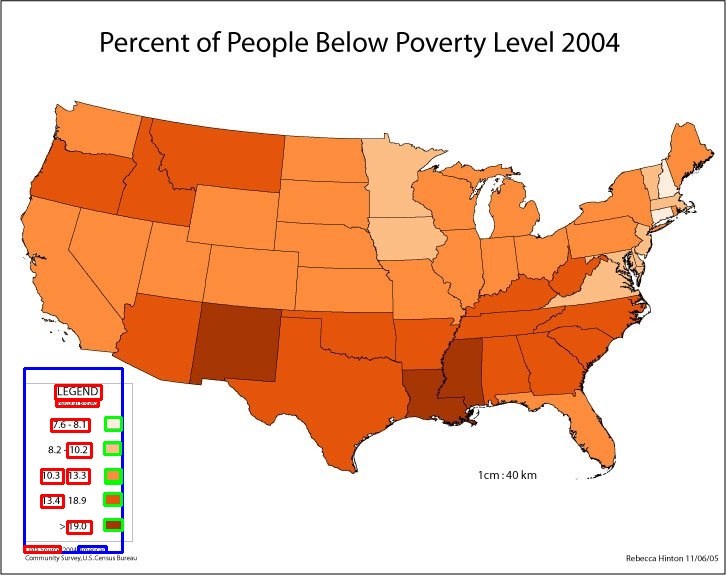 Percent of People Below Poverty Level 2004
LEGEND
7.6 - 8.1
8.2 - 10.2
10.3 13.3
13.4 18.9
> 19.0
2004
Community Survey,U.S.Census Bureau
1cm : 40 km
Rebecca Hinton 11/06/05